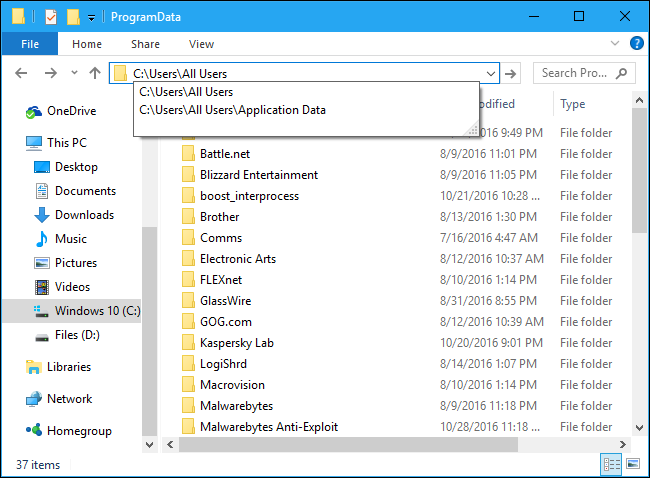 ProgramData
File Home Share View
C:\Users\All Users Search Pro...
C:\Users\All Users
C:\Users\All Users\Application Data
odified Type
OneDrive
This PC
Desktop
Documents
Downloads
Music
Pictures
Videos
Windows 10 (C:)
Files (D:)
Libraries
Network
Homegroup
/2016 9:49 PM File folder
Battle.net 8/9/2016 11:01 PM File folder
Blizzard Entertainment 8/9/2016 11:05 PM File folder
boost_interprocess 10/21/2016 10:28 ... File folder
Brother 8/13/2016 1:30 PM File folder
Comms 7/16/2016 4:47 AM File folder
Electronic Arts 8/12/2016 10:37 AM File folder
FLEXnet 8/10/2016 1:14 PM File folder
GlassWire 8/31/2016 8:55 PM File folder
GOG.com 8/12/2016 10:39 AM File folder
Kaspersky Lab 10/20/2016 9:01 PM File folder
LogiShrd 8/14/2016 1:07 PM File folder
Macrovision 8/10/2016 1:14 PM File folder
Malwarebytes 8/9/2016 11:18 PM File folder
Malwarebytes Anti-Exploit 10/28/2016 11:18 ... File folder
37 items